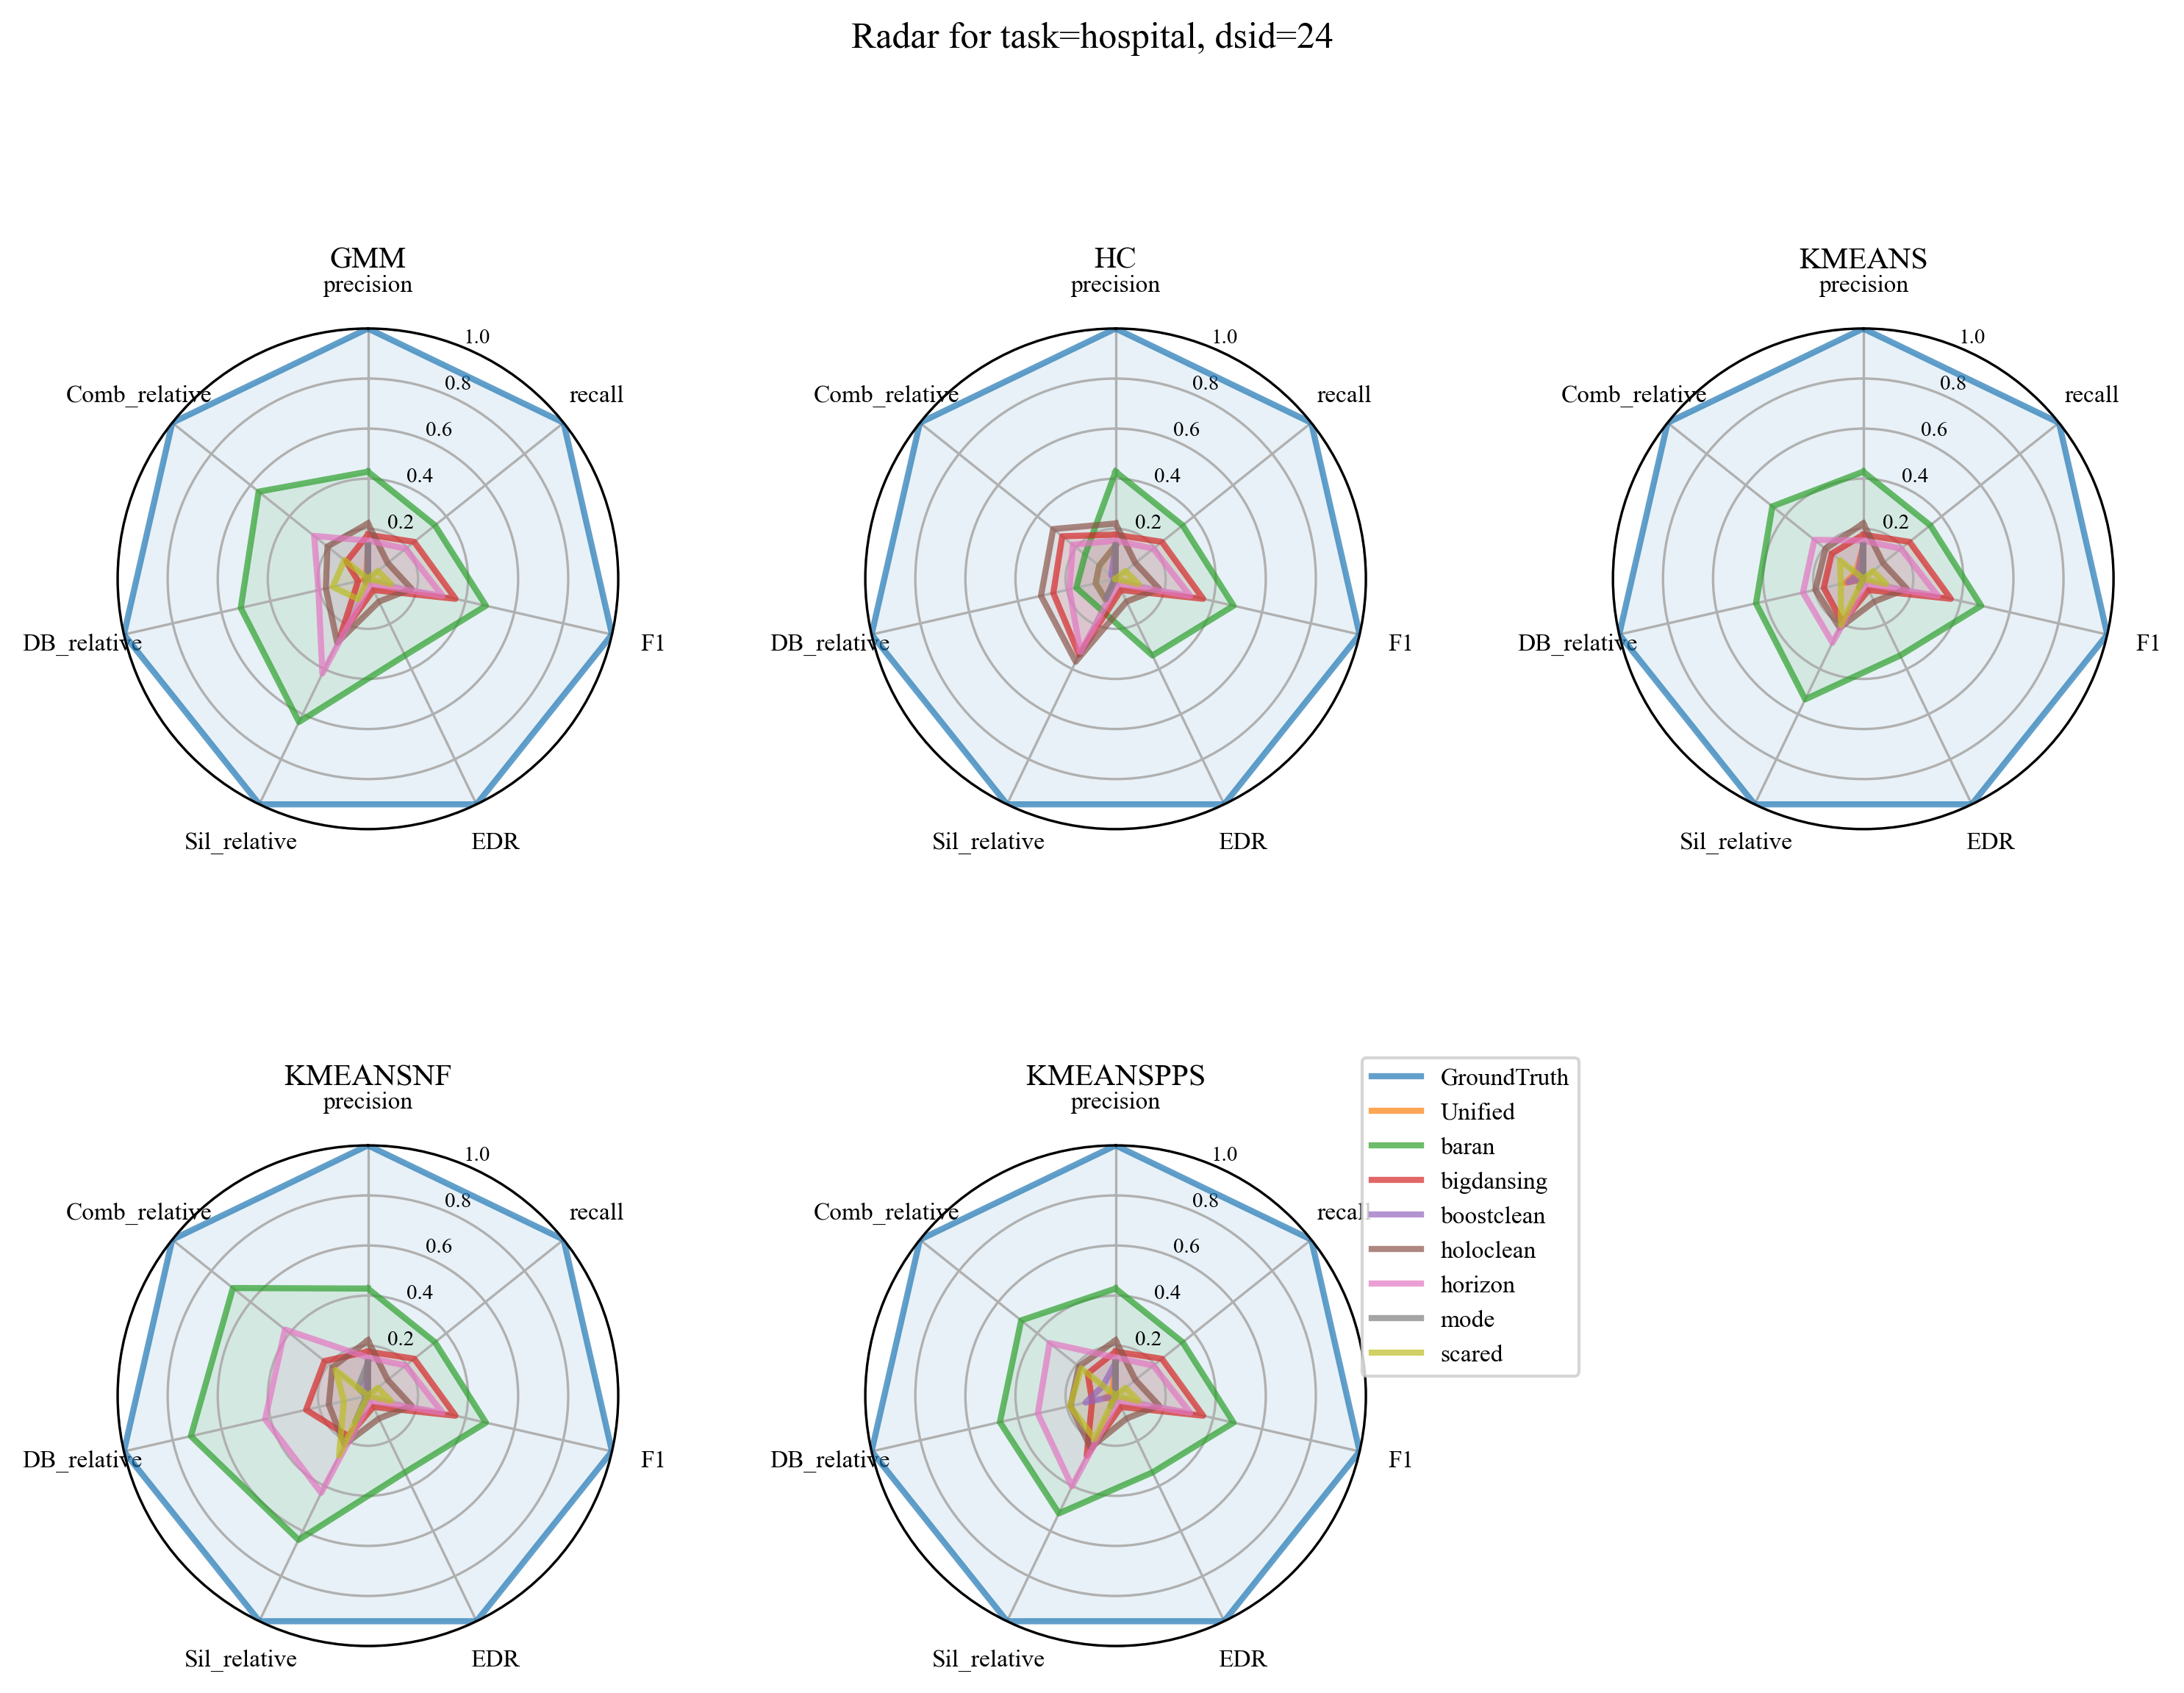 Radar for task=hospital, dsid=24
GMM
precision
1.0
0.8
0.6
0.4
0.2
Comb_relative
recall
DB_relative
F1
Sil_relative
EDR
HC
precision
1.0
0.8
0.6
0.4
0.2
Comb_relative
recall
DB_relative
F1
Sil_relative
EDR
KMEANS
precision
1.0
0.8
0.6
0.4
0.2
Comb_relative
recall
DB_relative
F1
Sil_relative
EDR
KMEANSNF
precision
1.0
0.8
0.6
0.4
0.2
Comb_relative
recall
DB_relative
F1
Sil_relative
EDR
KMEANSPPS
precision
1.0
0.8
0.6
0.4
0.2
Comb_relative
recall
DB_relative
F1
Sil_relative
EDR
GroundTruth
Unified
baran
bigdansing
boostclean
holoclean
horizon
mode
scared